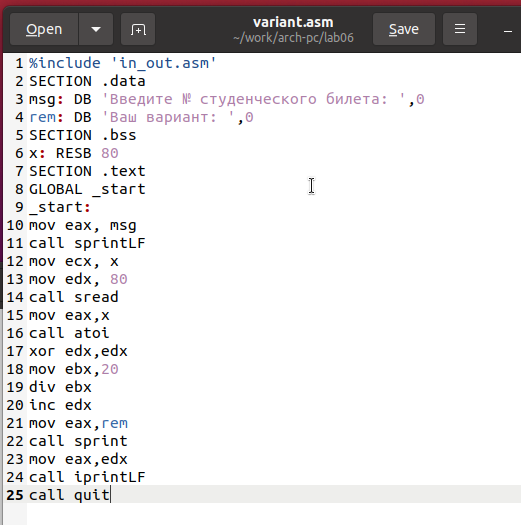 Open
variant.asm
~/work/arch-pc/lab06
Save
1 %include 'in_out.asm'
2 SECTION .data
3 msg: DB 'Введите № студенческого билета: ',0
4 rem: DB 'Ваш вариант: ',0
5 SECTION .bss
6 x: RESB 80
7 SECTION .text
8 GLOBAL _start
9 _start:
10 mov eax, msg
11 call sprintLF
12 mov ecx, x
13 mov edx, 80
14 call sread
15 mov eax,x
16 call atoi
17 xor edx,edx
18 mov ebx,20
19 div ebx
20 inc edx
21 mov eax,rem
22 call sprint
23 mov eax,edx
24 call iprintLF
25 call quit